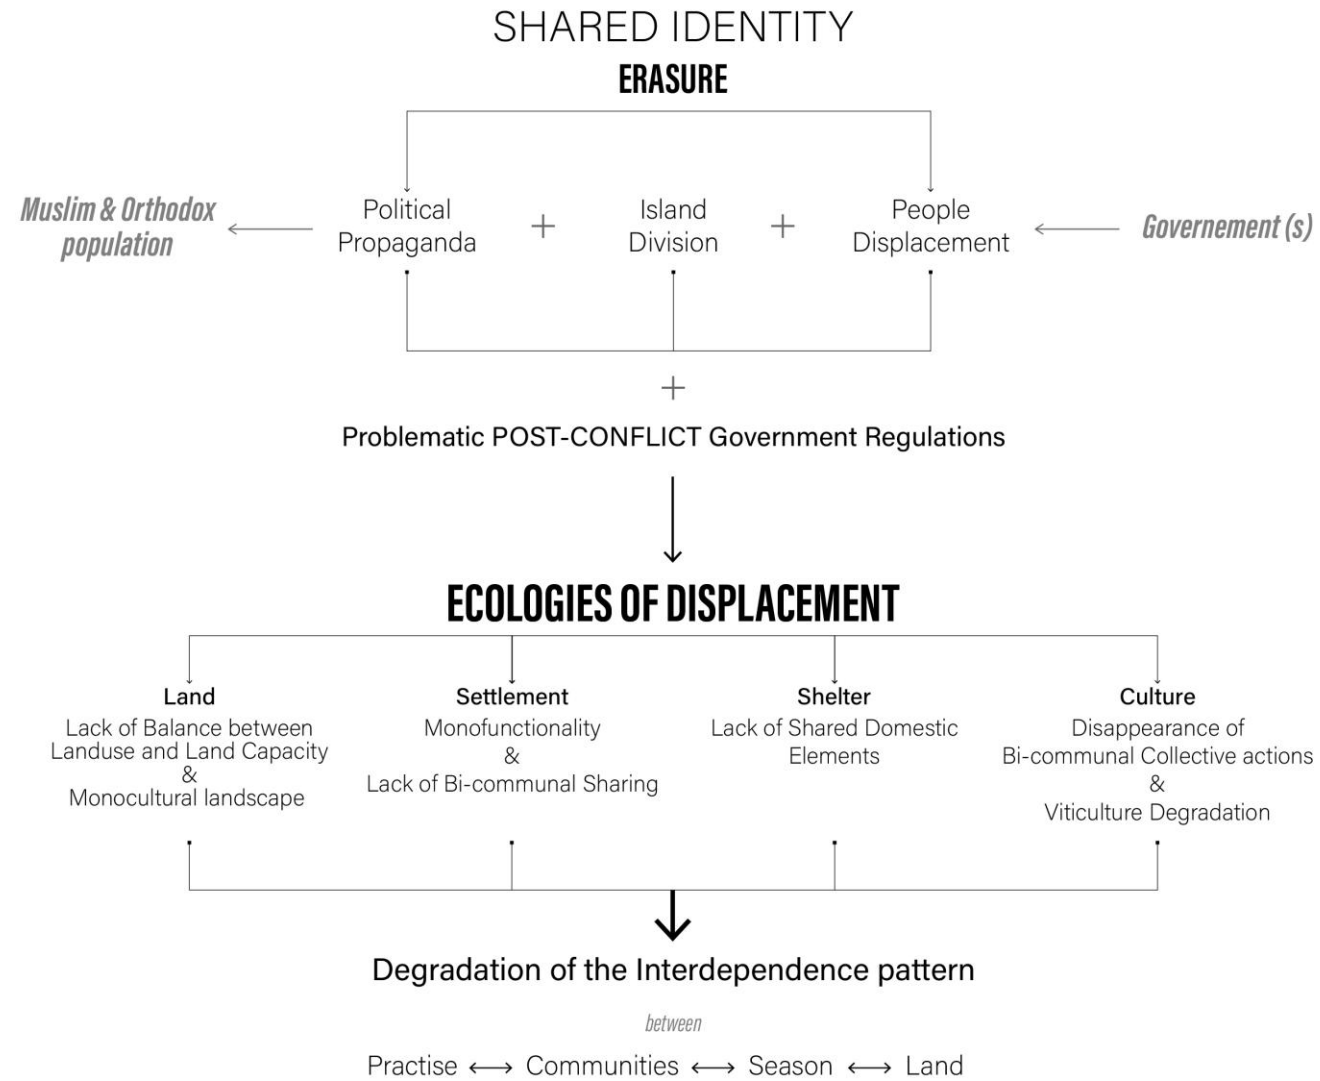 SHARED IDENTITY
ERASURE
Muslim & Orthodox
population
Political
Propaganda
+
Island
Division
+
People
Displacement
Governement (s)
+
Problematic POST-CONFLICT Government Regulations
ECOLOGIES OF DISPLACEMENT
Land
Lack of Balance between
Landuse and Land Capacity
&
Monocultural landscape
Settlement
Monofunctionality
&
Lack of Bi-communal Sharing
Shelter
Lack of Shared Domestic
Elements
Culture
Disappearance of
Bi-communal Collective actions
&
Viticulture Degradation
Degradation of the Interdependence pattern
between
Practise ⟷ Communities ⟷ Season ⟷ Land